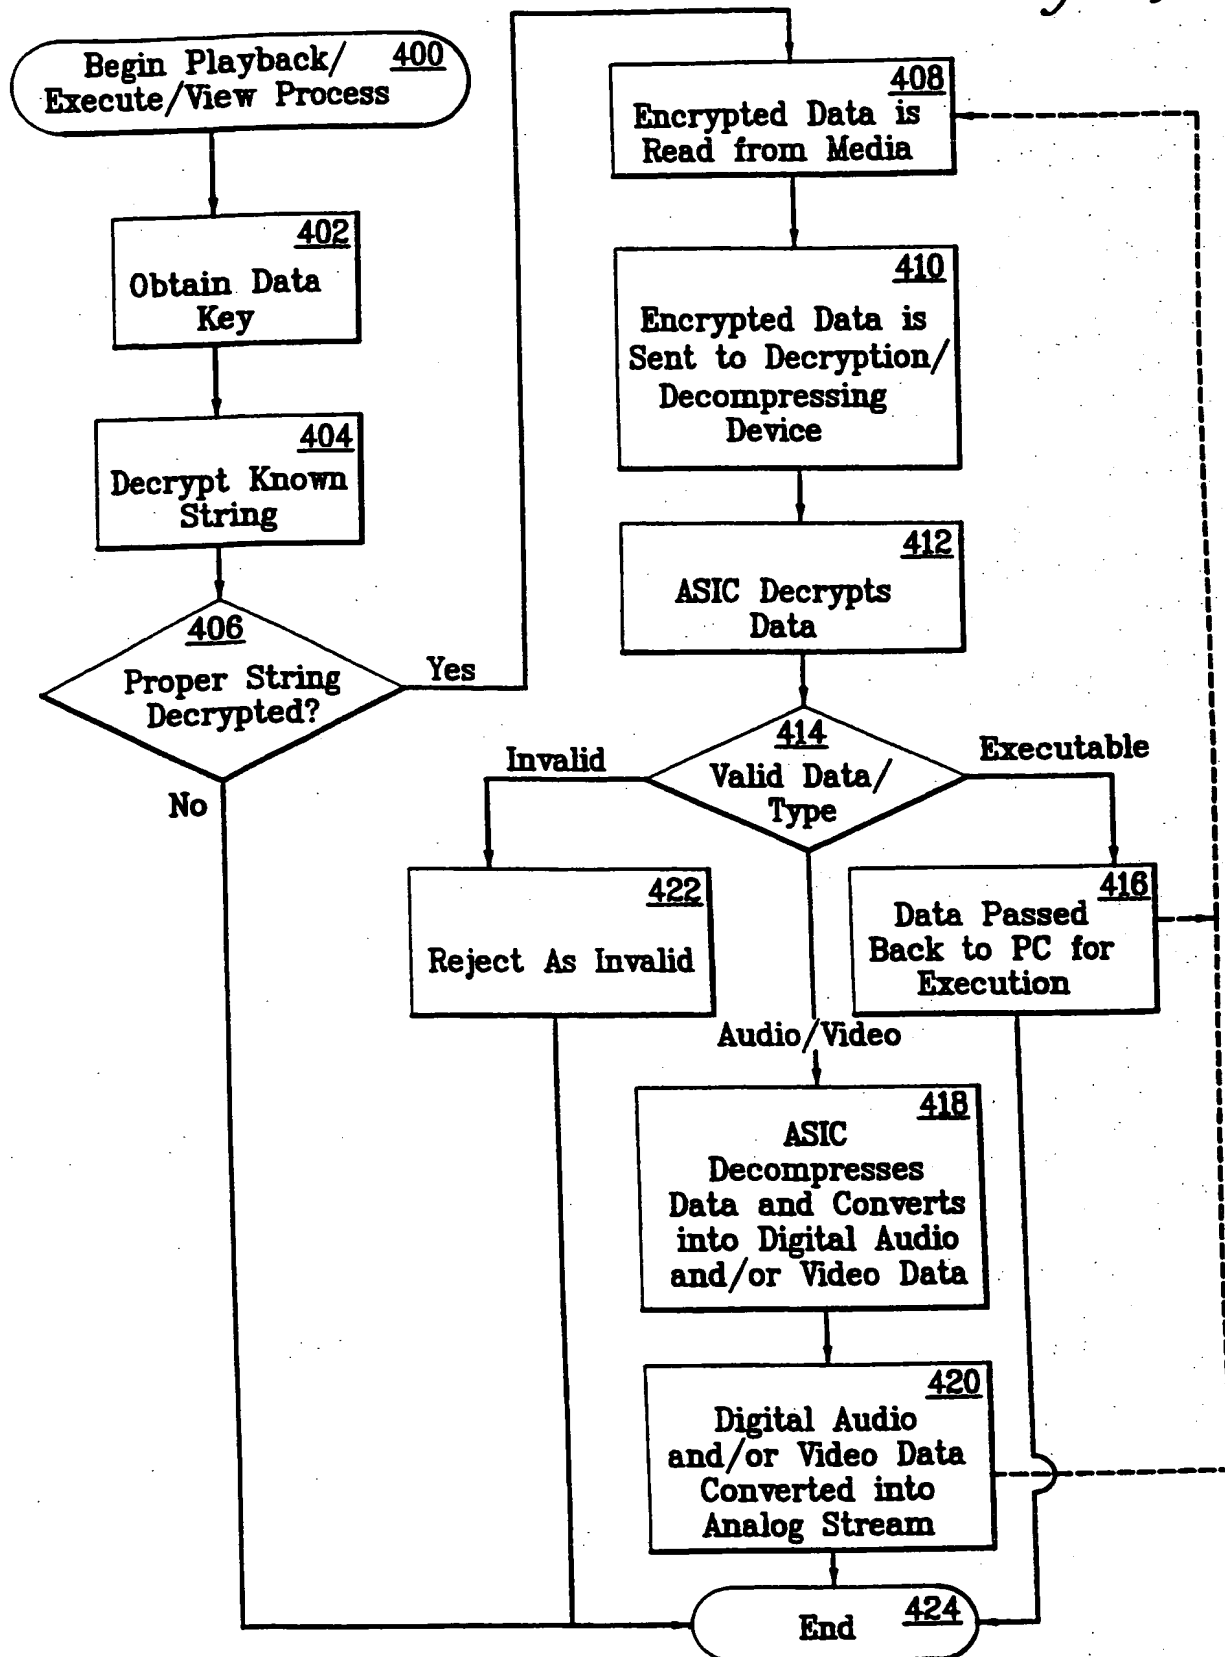 Begin Playback/ 400
Execute/View Process
402
Obtain Data
Key
404
Decrypt Known
String
406
Proper String
Decrypted?
Yes
No
408
Encrypted Data is
Read from Media
410
Encrypted Data is
Sent to Decryption/
Decompressing
Device
412
ASIC Decrypts
Data
414
Valid Data/
Type
Invalid
Executable
422
Reject As Invalid
416
Data Passed
Back to PC for
Execution
Audio/Video
418
ASIC
Decompresses
Data and Converts
into Digital Audio
and/or Video Data
420
Digital Audio
and/or Video Data
Converted into
Analog Stream
End 424